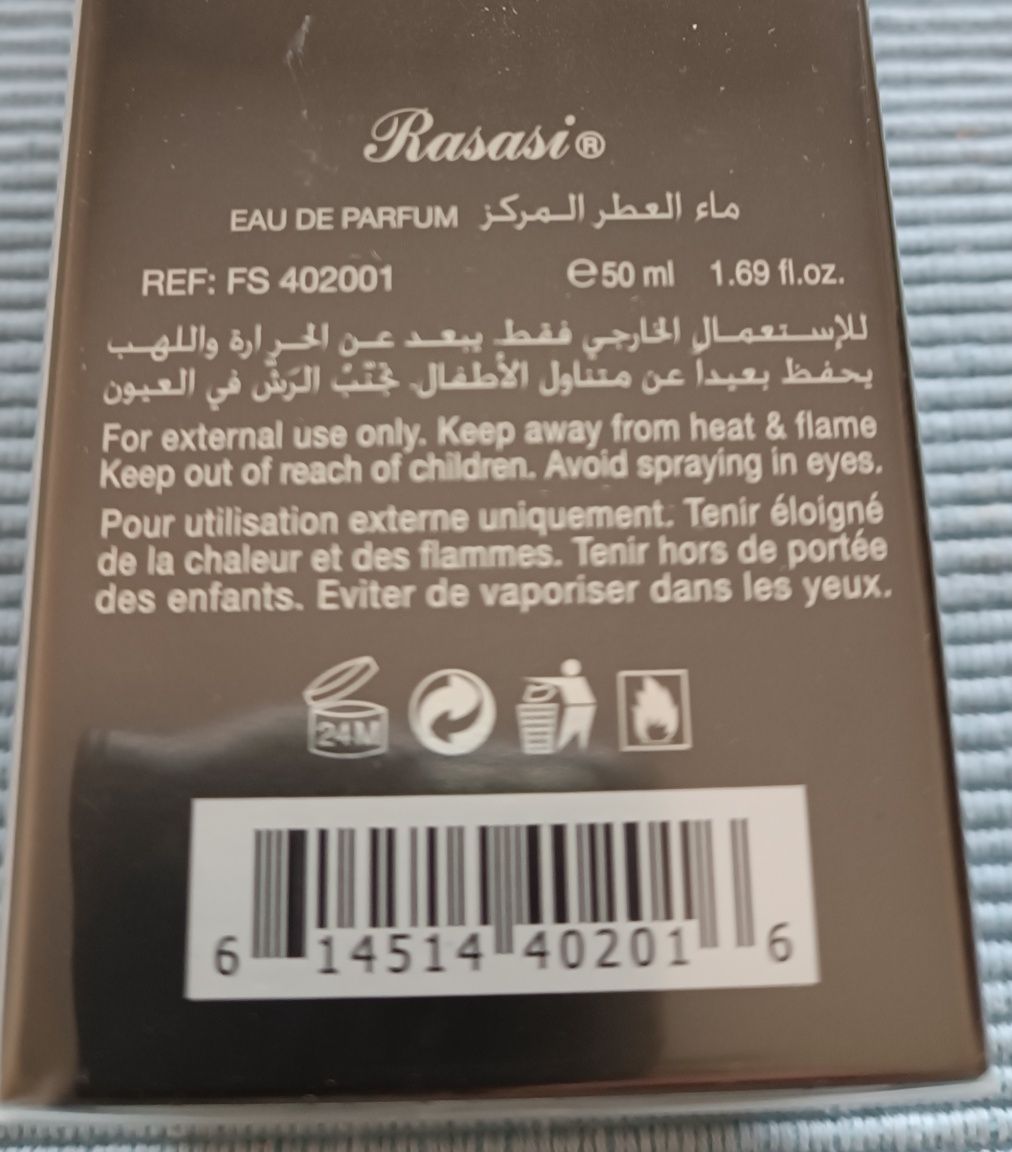 Rasasi®
EAU DE PARFUM ماء العطر المركز
REF: FS 402001 ℮50 ml 1.69 fl.oz.
للإستعمال الخارجي فقط يبعد عن الحرارة واللهب
يحفظ بعيداً عن متناول الأطفال. تجَنّبْ الرَشّ في العيون
For external use only. Keep away from heat & flame
Keep out of reach of children. Avoid spraying in eyes.
Pour utilisation externe uniquement. Tenir éloigné
de la chaleur et des flammes. Tenir hors de portée
des enfants. Eviter de vaporiser dans les yeux.
24M
6 14514 40201 6